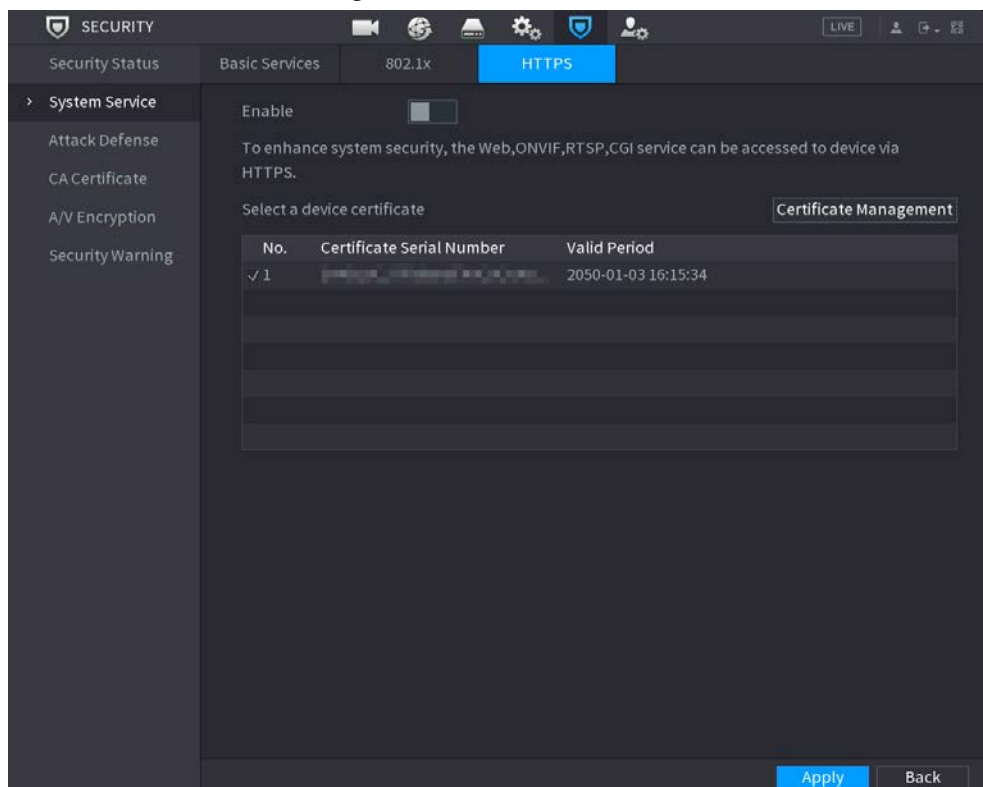 SECURITY
LIVE
Security Status
Basic Services
802.1x
HTTPS
System Service
Enable
Attack Defense
To enhance system security, the Web,ONVIF,RTSP,CGI service can be accessed to device via
HTTPS.
CA Certificate
Select a device certificate
Certificate Management
A/V Encryption
No. Certificate Serial Number Valid Period
Security Warning
1 2050-01-03 16:15:34
Apply
Back